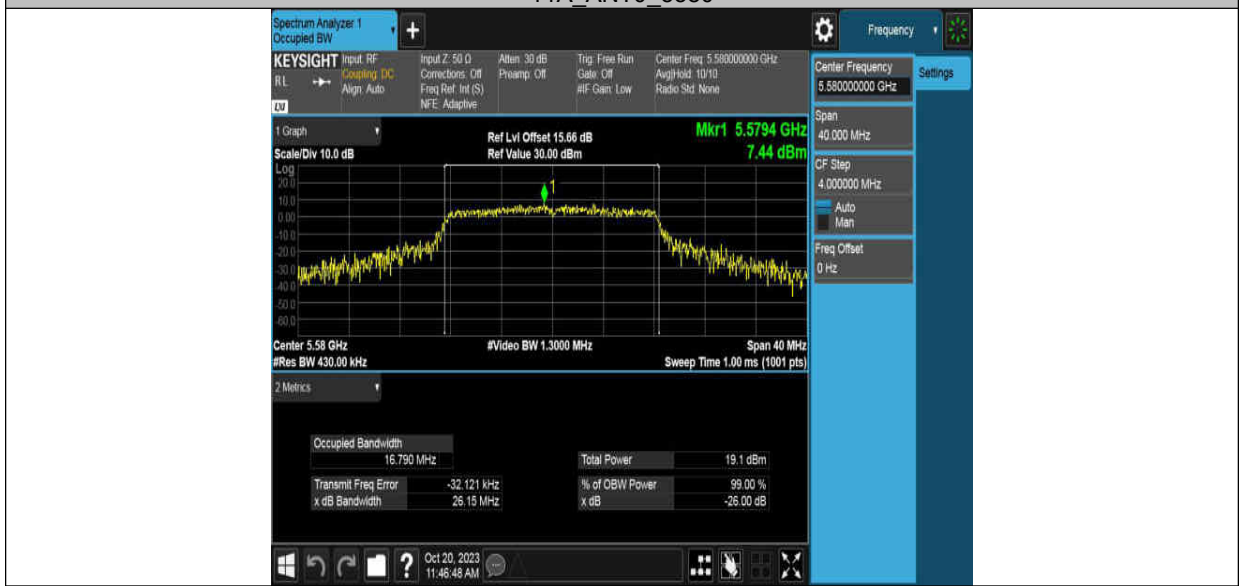 Spectrum Analyzer 1
Occupied BW
+
Frequency
KEYSIGHT
RL
LXI
Input: RF
Coupling: DC
Align: Auto
Input Z: 50 Ω
Corrections: Off
Freq Ref: Int (S)
NFE: Adaptive
Atten: 30 dB
Preamp: Off
Trig: Free Run
Gate: Off
#IF Gain: Low
Center Freq: 5.580000000 GHz
Avg|Hold: 10/10
Radio Std: None
Center Frequency
5.580000000 GHz
Settings
Span
40.000 MHz
CF Step
4.000000 MHz
Auto
Man
Freq Offset
0 Hz
1 Graph
Scale/Div 10.0 dB
Ref Lvl Offset 15.66 dB
Ref Value 30.00 dBm
Mkr1 5.5794 GHz
7.44 dBm
Log
20.0
10.0
0.00
-10.0
-20.0
-30.0
-40.0
-50.0
-60.0
1
Center 5.58 GHz
#Res BW 430.00 kHz
#Video BW 1.3000 MHz
Span 40 MHz
Sweep Time 1.00 ms (1001 pts)
2 Metrics
Occupied Bandwidth
16.790 MHz
Total Power 19.1 dBm
Transmit Freq Error -32.121 kHz
% of OBW Power 99.00 %
x dB Bandwidth 26.15 MHz
x dB -26.00 dB
?
Oct 20, 2023
11:46:48 AM